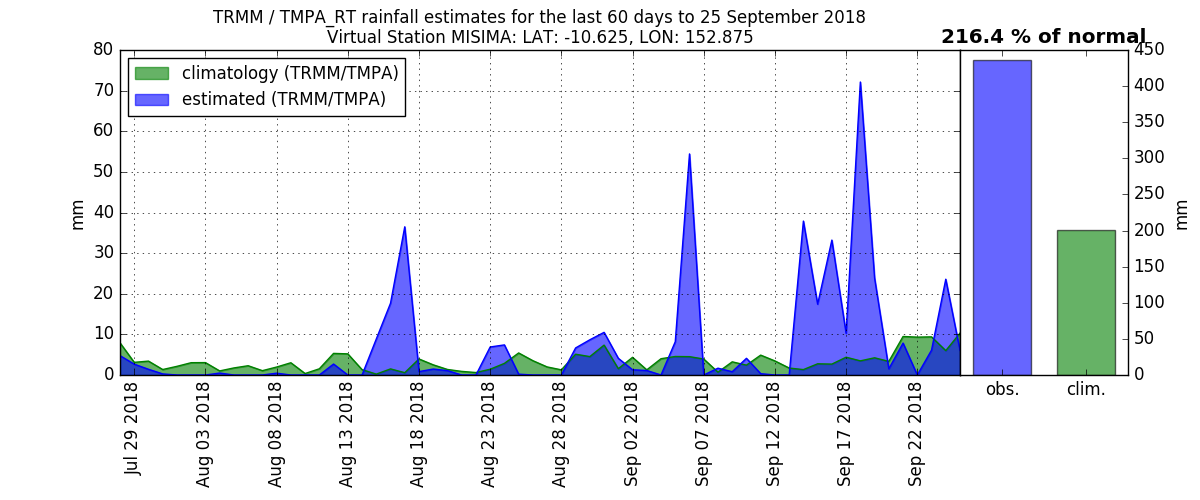 TRMM / TMPA_RT rainfall estimates for the last 60 days to 25 September 2018
Virtual Station MISIMA: LAT: -10.625, LON: 152.875
216.4 % of normal
climatology (TRMM/TMPA)
estimated (TRMM/TMPA)
mm
80
70
60
50
40
30
20
10
0
Jul 29 2018
Aug 03 2018
Aug 08 2018
Aug 13 2018
Aug 18 2018
Aug 23 2018
Aug 28 2018
Sep 02 2018
Sep 07 2018
Sep 12 2018
Sep 17 2018
Sep 22 2018
obs.
clim.
450
400
350
300
250
200
150
100
50
0
mm